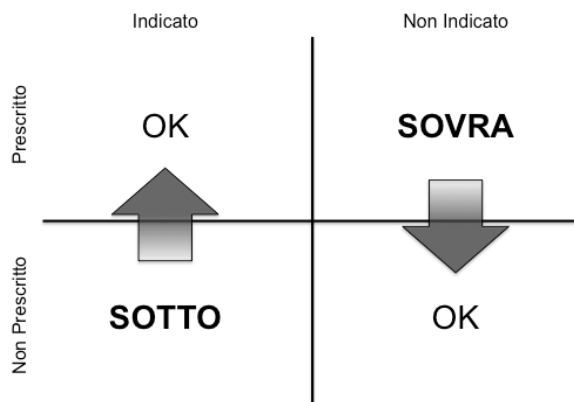 Indicato
Non Indicato
Prescritto
OK
SOVRA
Non Prescritto
SOTTO
OK